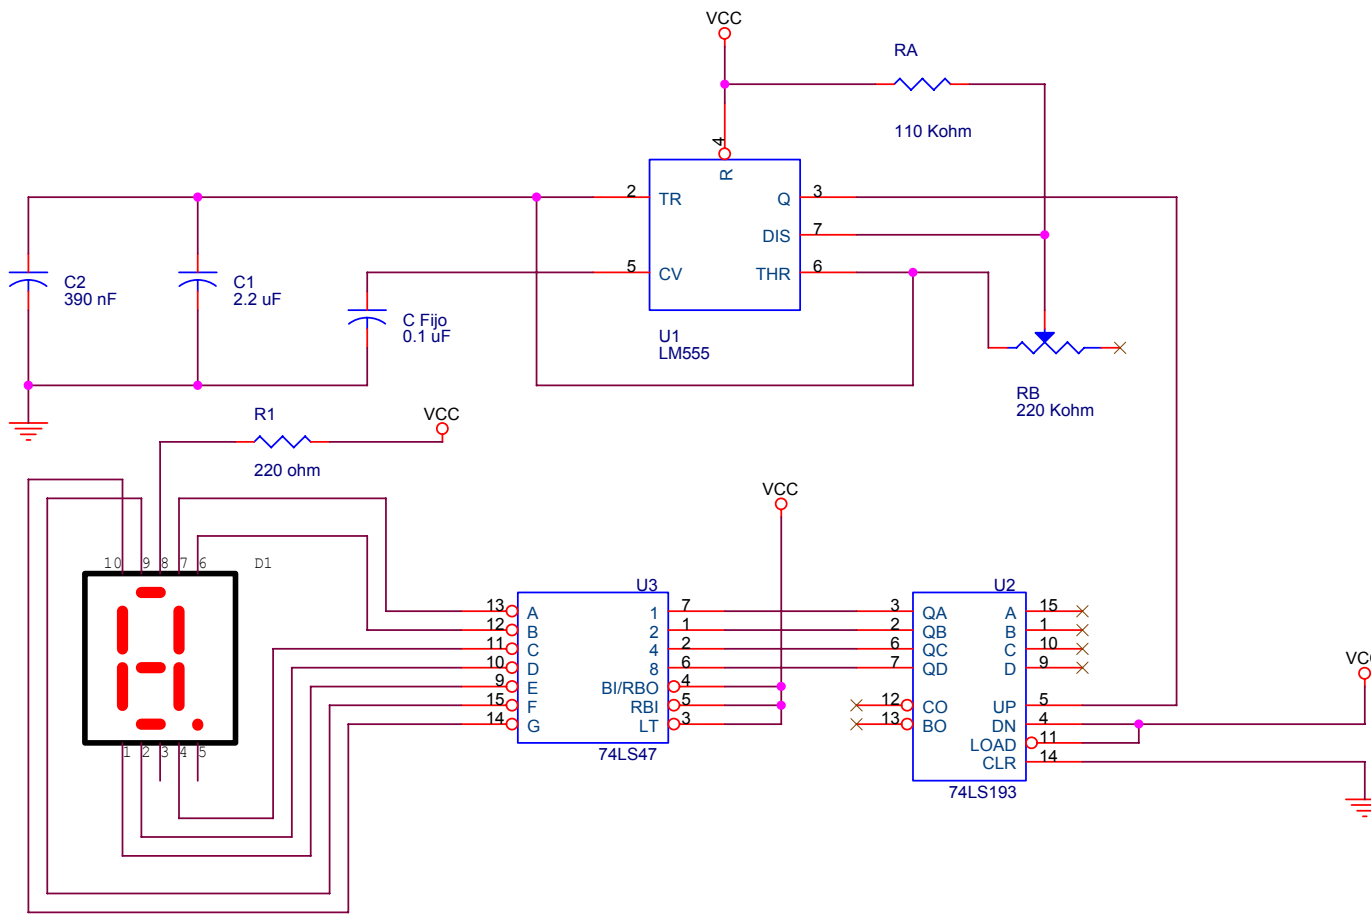 VCC
RA
110 Kohm
4
R
2 TR Q 3
DIS 7
5 CV THR 6
U1
LM555
C2
390 nF
C1
2.2 uF
C Fijo
0.1 uF
RB
220 Kohm
R1
220 ohm
VCC
VCC
10 9 8 7 6
D1
1 2 3 4 5
U3
13 A 1 7
12 B 2 1
11 C 4 2
10 D 8 6
9 E BI/RBO 4
15 F RBI 5
14 G LT 3
74LS47
U2
3 QA A 15
2 QB B 1
6 QC C 10
7 QD D 9
12 CO UP 5
13 BO DN 4
LOAD 11
CLR 14
74LS193
VCC